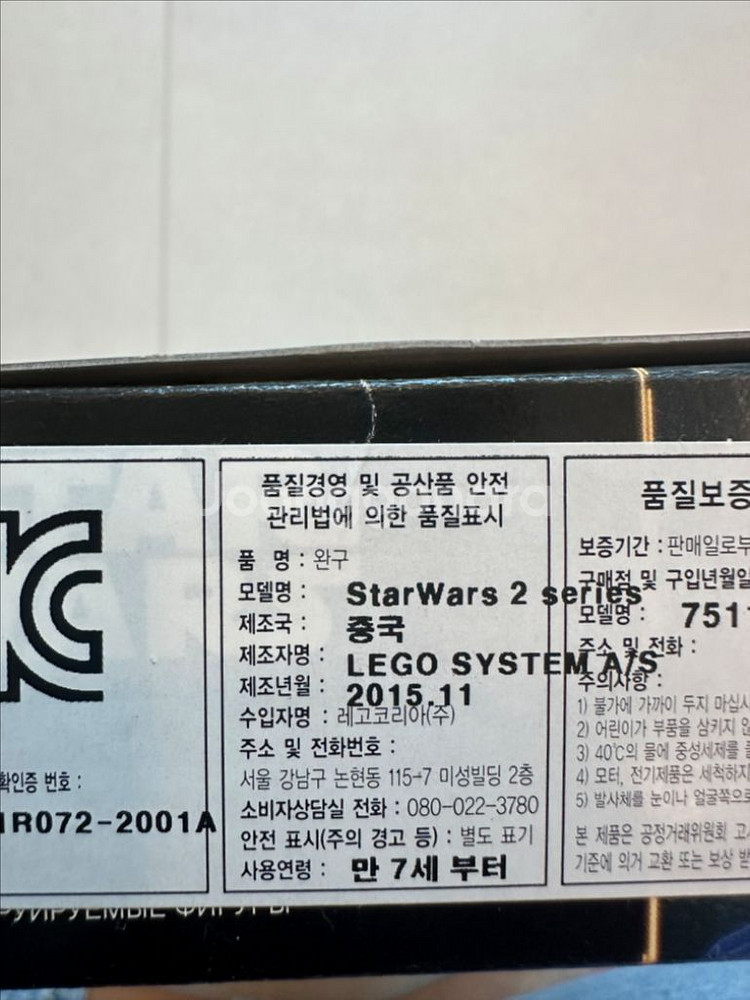 품질경영 및 공산품 안전
관리법에 의한 품질표시
품 명 : 완구
모델명 : StarWars 2 series
제조국 : 중국
제조자명 : LEGO SYSTEM A/S
제조년월 : 2015.11
수입자명 : 레고코리아(주)
주소 및 전화번호 :
서울 강남구 논현동 115-7 미성빌딩 2층
소비자상담실 전화 : 080-022-3780
안전 표시(주의 경고 등) : 별도 표기
사용연령 : 만 7세 부터
확인증 번호 :
1R072-2001A
품질보증
보증기간 : 판매일로부
구매점 및 구입년월일
모델명 : 751
주소 및 전화 :
주의사항 :
1) 불가에 가까이 두지 마십시
2) 어린이가 부품을 삼키지 않
3) 40℃의 물에 중성세제를
4) 모터, 전기제품은 세척하지
5) 발사체를 눈이나 얼굴쪽으로
본 제품은 공정거래위원회 고시
기준에 의거 교환 또는 보상 받